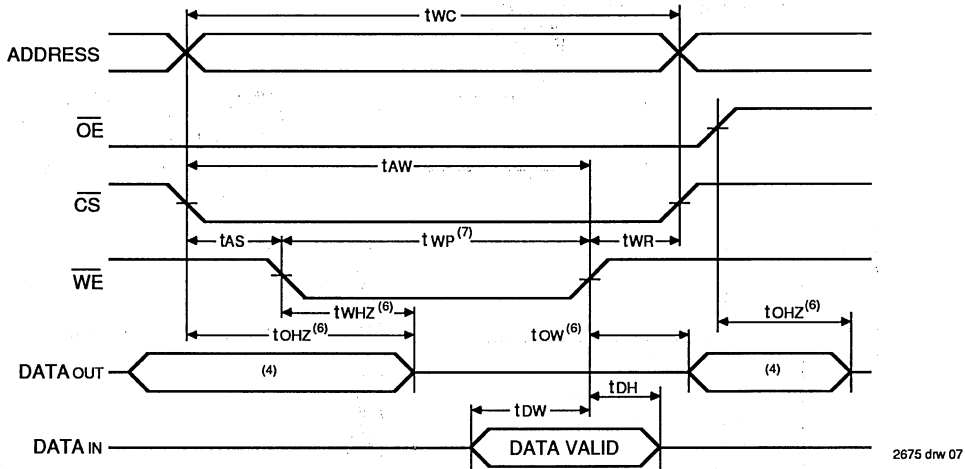 tWC
ADDRESS
OE
tAW
CS
tAS tWP(7) tWR
WE
tWHZ(6)
tOHZ(6) tOW(6) tOHZ(6)
DATA OUT (4) (4)
tDW tDH
DATA IN DATA VALID
2675 drw 07